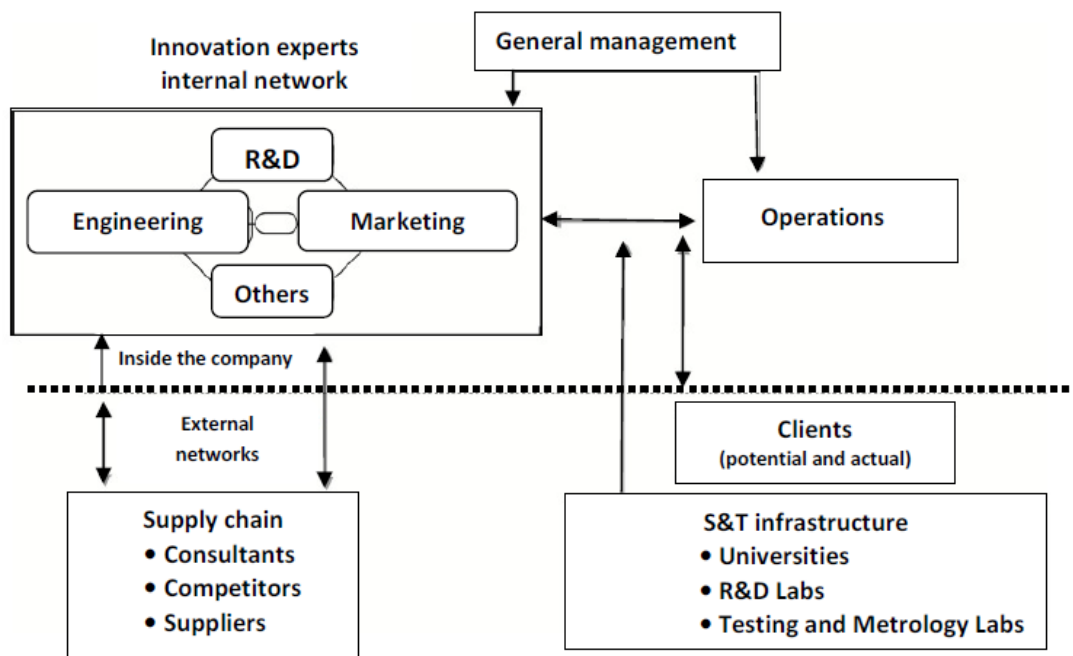 Innovation experts
internal network
General management
R&D
Engineering
Marketing
Others
Operations
Inside the company
External
networks
Clients
(potential and actual)
Supply chain
• Consultants
• Competitors
• Suppliers
S&T infrastructure
• Universities
• R&D Labs
• Testing and Metrology Labs